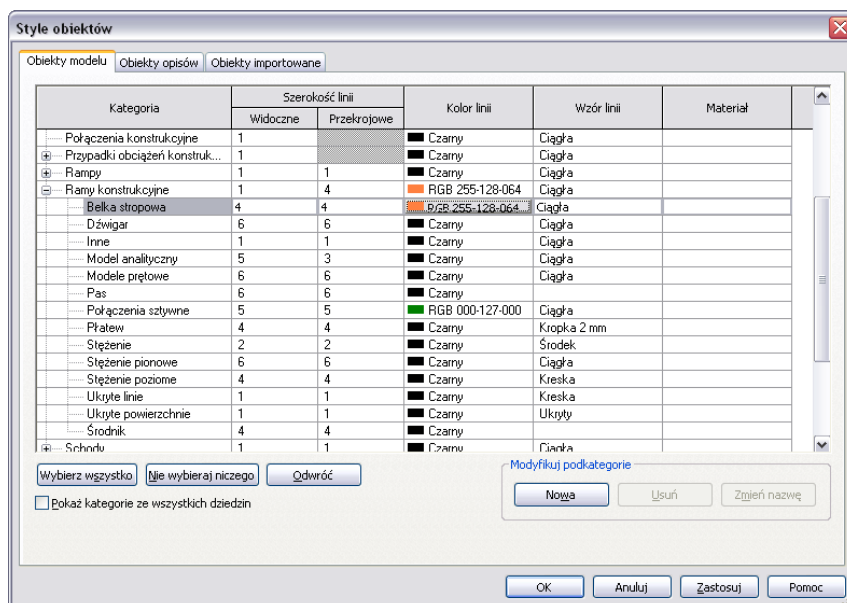 Style obiektów
Obiekty modelu Obiekty opisów Obiekty importowane
Kategoria Szerokość linii Kolor linii Wzór linii Materiał
Widoczne Przekrojowe
Połączenia konstrukcyjne 1 Czarny Ciągła
Przypadki obciążeń konstruk... 1 Czarny Ciągła
Rampy 1 1 Czarny Ciągła
Ramy konstrukcyjne 1 4 RGB 255-128-064 Ciągła
Belka stropowa 4 4 RGB 255-128-064 Ciągła
Dźwigar 6 6 Czarny Ciągła
Inne 1 1 Czarny Ciągła
Model analityczny 5 3 Czarny Ciągła
Modele prętowe 6 6 Czarny Ciągła
Pas 6 6 Czarny
Połączenia sztywne 5 5 RGB 000-127-000 Ciągła
Płatew 4 4 Czarny Kropka 2 mm
Stężenie 2 2 Czarny Środek
Stężenie pionowe 6 6 Czarny Ciągła
Stężenie poziome 4 4 Czarny Kreska
Ukryte linie 1 1 Czarny Kreska
Ukryte powierzchnie 1 1 Czarny Ukryty
Środnik 4 4 Czarny
Schody 1 1 Czarny Ciągła
Wybierz wszystko Nie wybieraj niczego Odwróć
Modyfikuj podkategorie
Nowa Usuń Zmień nazwę
Pokaż kategorie ze wszystkich dziedzin
OK Anuluj Zastosuj Pomoc